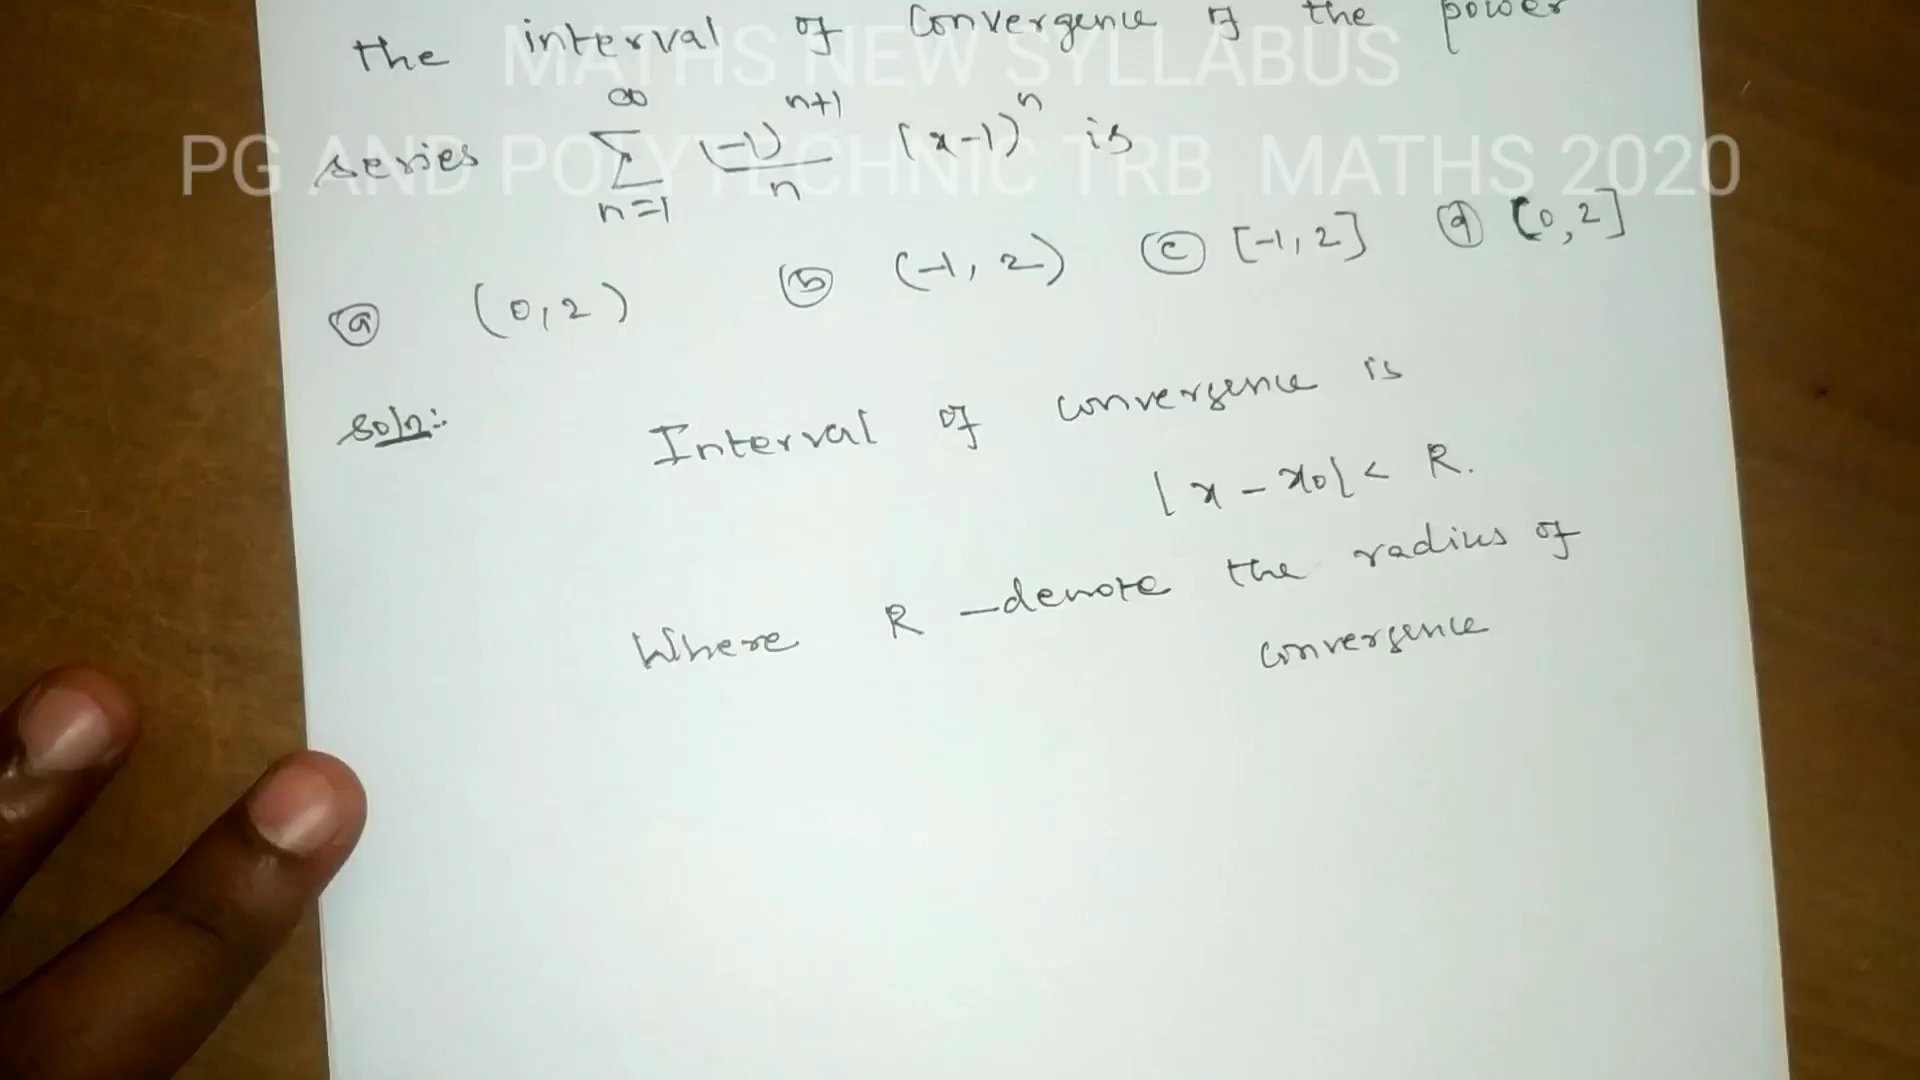 the interval of convergence of the power
MATHS NEW SYLLABUS
series ∞ Σ n=1 (-1)^{n+1}/n (x-1)^n is
PG AND POLYTECHNIC TRB MATHS 2020
ⓐ (0,2) ⓑ (-1, 2) ⓒ [-1, 2] ⓓ (0, 2]
Soln:- Interval of convergence is
|x - x0| < R.
Where R - denote the radius of
convergence